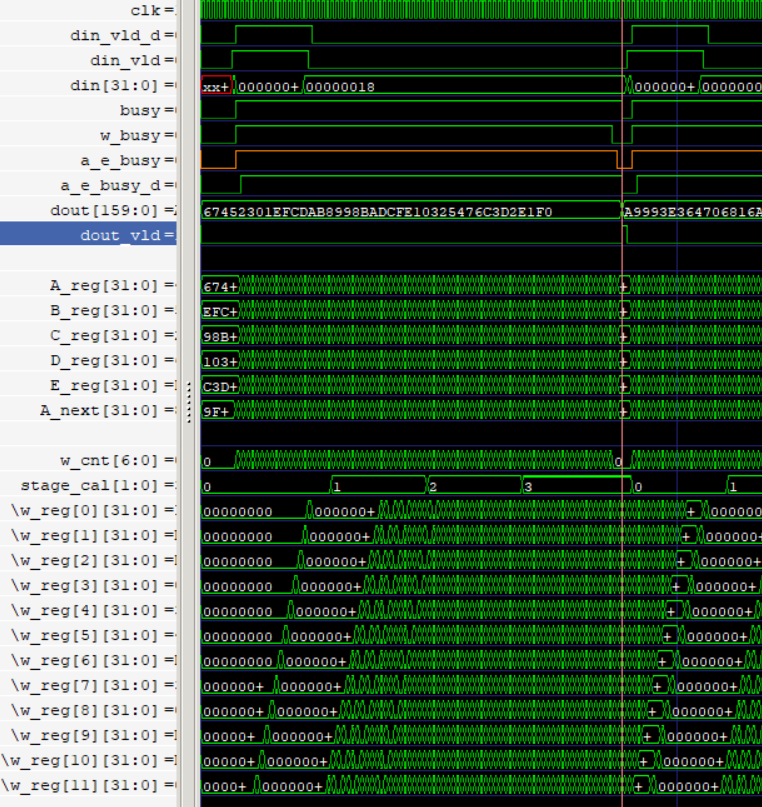 clk=
din_vld_d=
din_vld=
din[31:0]= xx+ 000000+ 00000018 000000+ 0000000
busy=
w_busy=
a_e_busy=
a_e_busy_d=
dout[159:0]= 67452301EFCDAB8998BADCFE10325476C3D2E1F0 A9993E364706816A
dout_vld=
A_reg[31:0]= 674+ +
B_reg[31:0]= EFC+ +
C_reg[31:0]= 98B+ +
D_reg[31:0]= 103+ +
E_reg[31:0]= C3D+ +
A_next[31:0]= 9F+ +
w_cnt[6:0]= 0 0
stage_cal[1:0]= 0 1 2 3 0 1
\w_reg[0][31:0]= 00000000 000000+ + 000000
\w_reg[1][31:0]= 00000000 000000+ + 000000+
\w_reg[2][31:0]= 00000000 000000+ + 000000+
\w_reg[3][31:0]= 00000000 000000+ + 000000+
\w_reg[4][31:0]= 00000000 000000+ + 000000+
\w_reg[5][31:0]= 00000000 000000+ + 000000+
\w_reg[6][31:0]= 00000000 000000+ + 000000+
\w_reg[7][31:0]= 000000+ 000000+ + 000000+
\w_reg[8][31:0]= 000000+ 000000+ + 000000+
\w_reg[9][31:0]= 00000+ 000000+ + 000000+
\w_reg[10][31:0]= 00000+ 000000+ + 000000+
\w_reg[11][31:0]= 0000+ 000000+ + 000000+